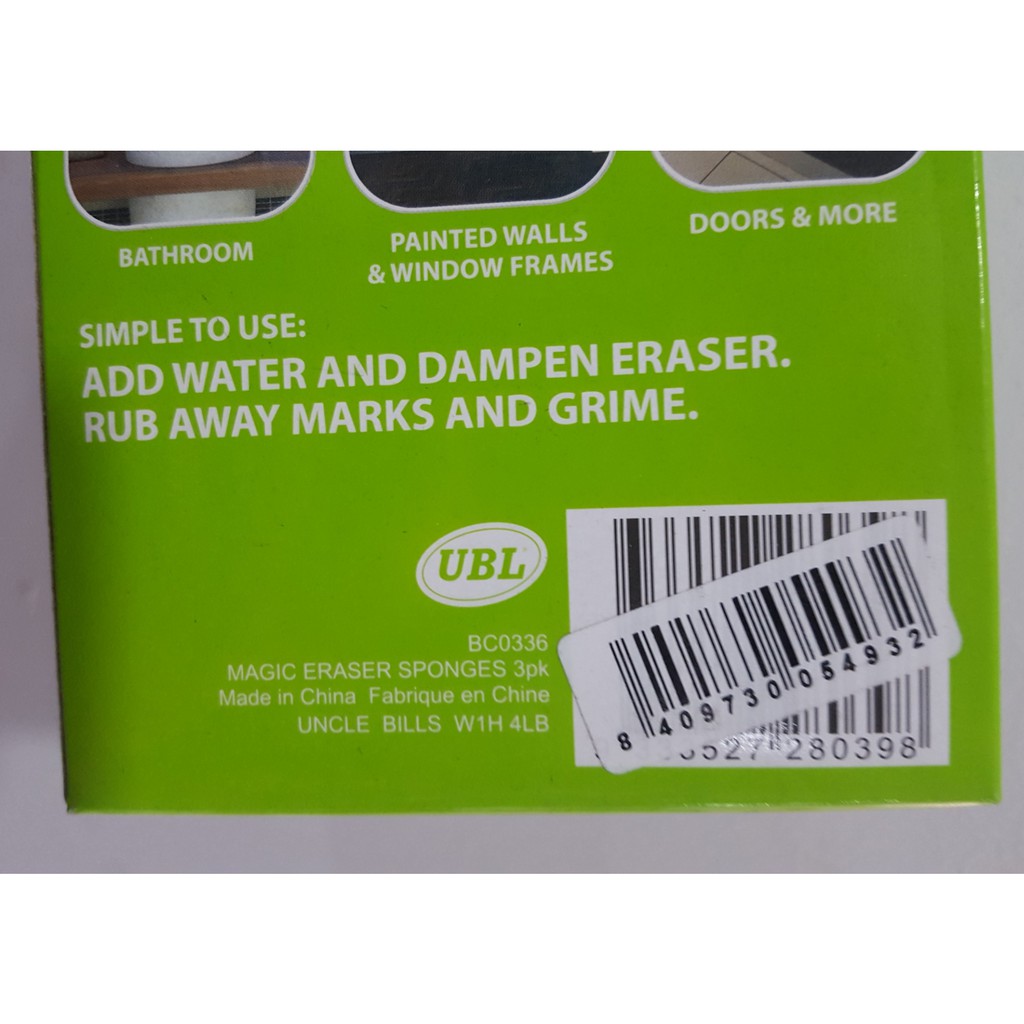 BATHROOM
PAINTED WALLS
& WINDOW FRAMES
DOORS & MORE
SIMPLE TO USE:
ADD WATER AND DAMPEN ERASER.
RUB AWAY MARKS AND GRIME.
UBL
BC0336
MAGIC ERASER SPONGES 3pk
Made in China Fabrique en Chine
UNCLE BILLS W1H 4LB
8 409730 054932
280398